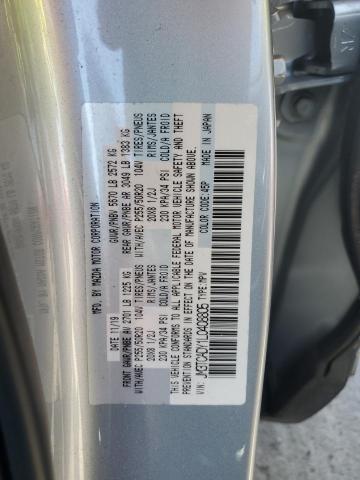 MFD. BY MAZDA MOTOR CORPORATION
DATE: 11/19 GVWR/PNBV 5670 LB 2572 KG
FRONT GAWR/PNBE AV 2701 LB 1225 KG REAR GAWR/PNBE AR 3049 LB 1383 KG
WITH/AVEC P255/50R20 104V TIRES/PNEUS WITH/AVEC P255/50R20 104V TIRES/PNEUS
20X8 1/2J RIMS/JANTES 20X8 1/2J RIMS/JANTES
230 KPA/34 PSI COLD/A FROID 230 KPA/34 PSI COLD/A FROID
THIS VEHICLE CONFORMS TO ALL APPLICABLE FEDERAL MOTOR VEHICLE SAFETY AND THEFT
PREVENTION STANDARDS IN EFFECT ON THE DATE OF MANUFACTURE SHOWN ABOVE.
VIN: JM3TCADY1L0408805 TYPE: MPV
COLOR CODE: 45P
MADE IN JAPAN